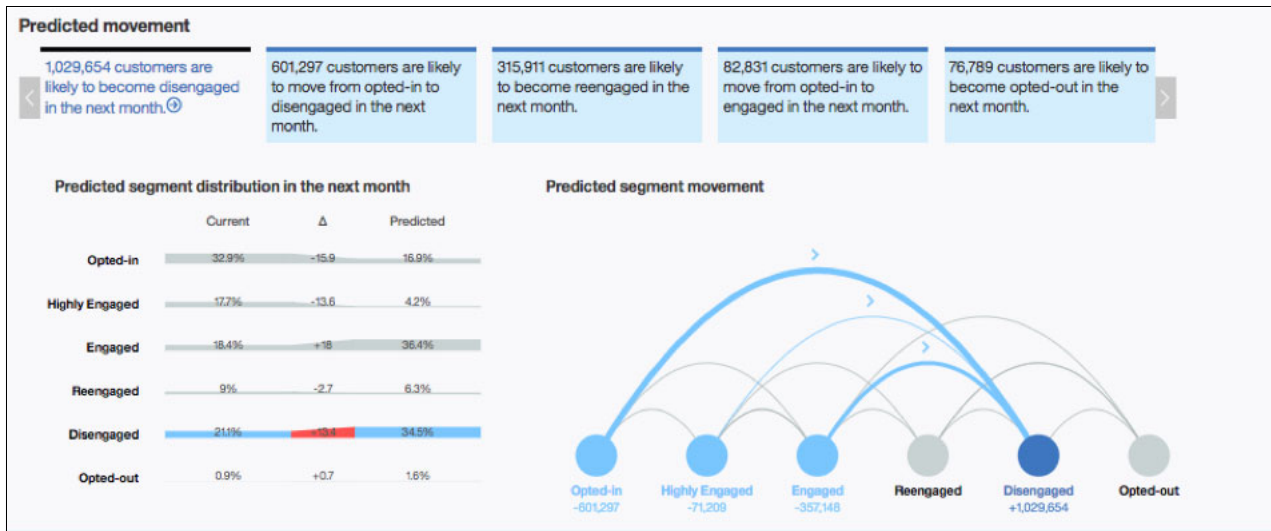 Predicted movement
1,029,654 customers are
likely to become disengaged
in the next month.
601,297 customers are likely
to move from opted-in to
disengaged in the next
month.
315,911 customers are likely
to become reengaged in the
next month.
82,831 customers are likely to
move from opted-in to
engaged in the next month.
76,789 customers are likely to
become opted-out in the
next month.
Predicted segment distribution in the next month
Current Δ Predicted
Opted-in 32.9% -15.9 16.9%
Highly Engaged 17.7% -13.6 4.2%
Engaged 18.4% +18 36.4%
Reengaged 9% -2.7 6.3%
Disengaged 21.1% +13.4 34.5%
Opted-out 0.9% +0.7 1.6%
Predicted segment movement
Opted-in Highly Engaged Engaged Reengaged Disengaged Opted-out
-601,297 -71,209 -357,148 +1,029,654